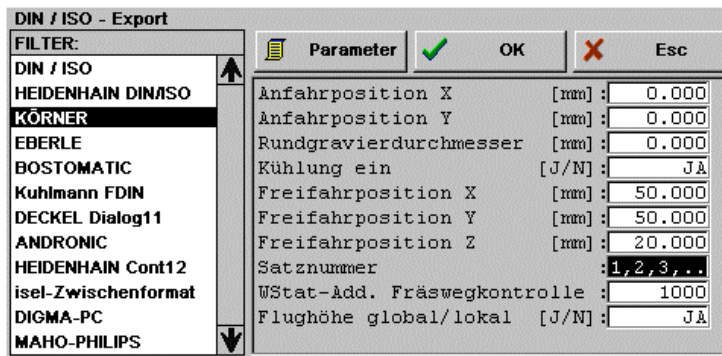 DIN / ISO - Export
FILTER:
DIN / ISO
HEIDENHAIN DIN/ISO
KÖRNER
EBERLE
BOSTOMATIC
Kuhlmann FDIN
DECKEL Dialog11
ANDRONIC
HEIDENHAIN Cont12
isel-Zwischenformat
DIGMA-PC
MAHO-PHILIPS
Parameter OK Esc
Anfahrposition X [mm] : 0.000
Anfahrposition Y [mm] : 0.000
Rundgravierdurchmesser [mm] : 0.000
Kühlung ein [J/N] : JA
Freifahrposition X [mm] : 50.000
Freifahrposition Y [mm] : 50.000
Freifahrposition Z [mm] : 20.000
Satznummer : 1,2,3,..
WStat-Add. Fräswegkontrolle : 1000
Flughöhe global/lokal [J/N] : JA